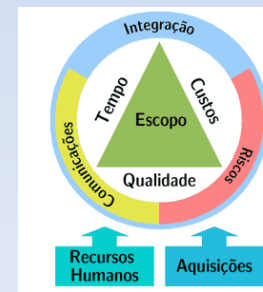 Integração
Tempo
Custos
Escopo
Comunicações
Riscos
Qualidade
Recursos
Humanos
Aquisições